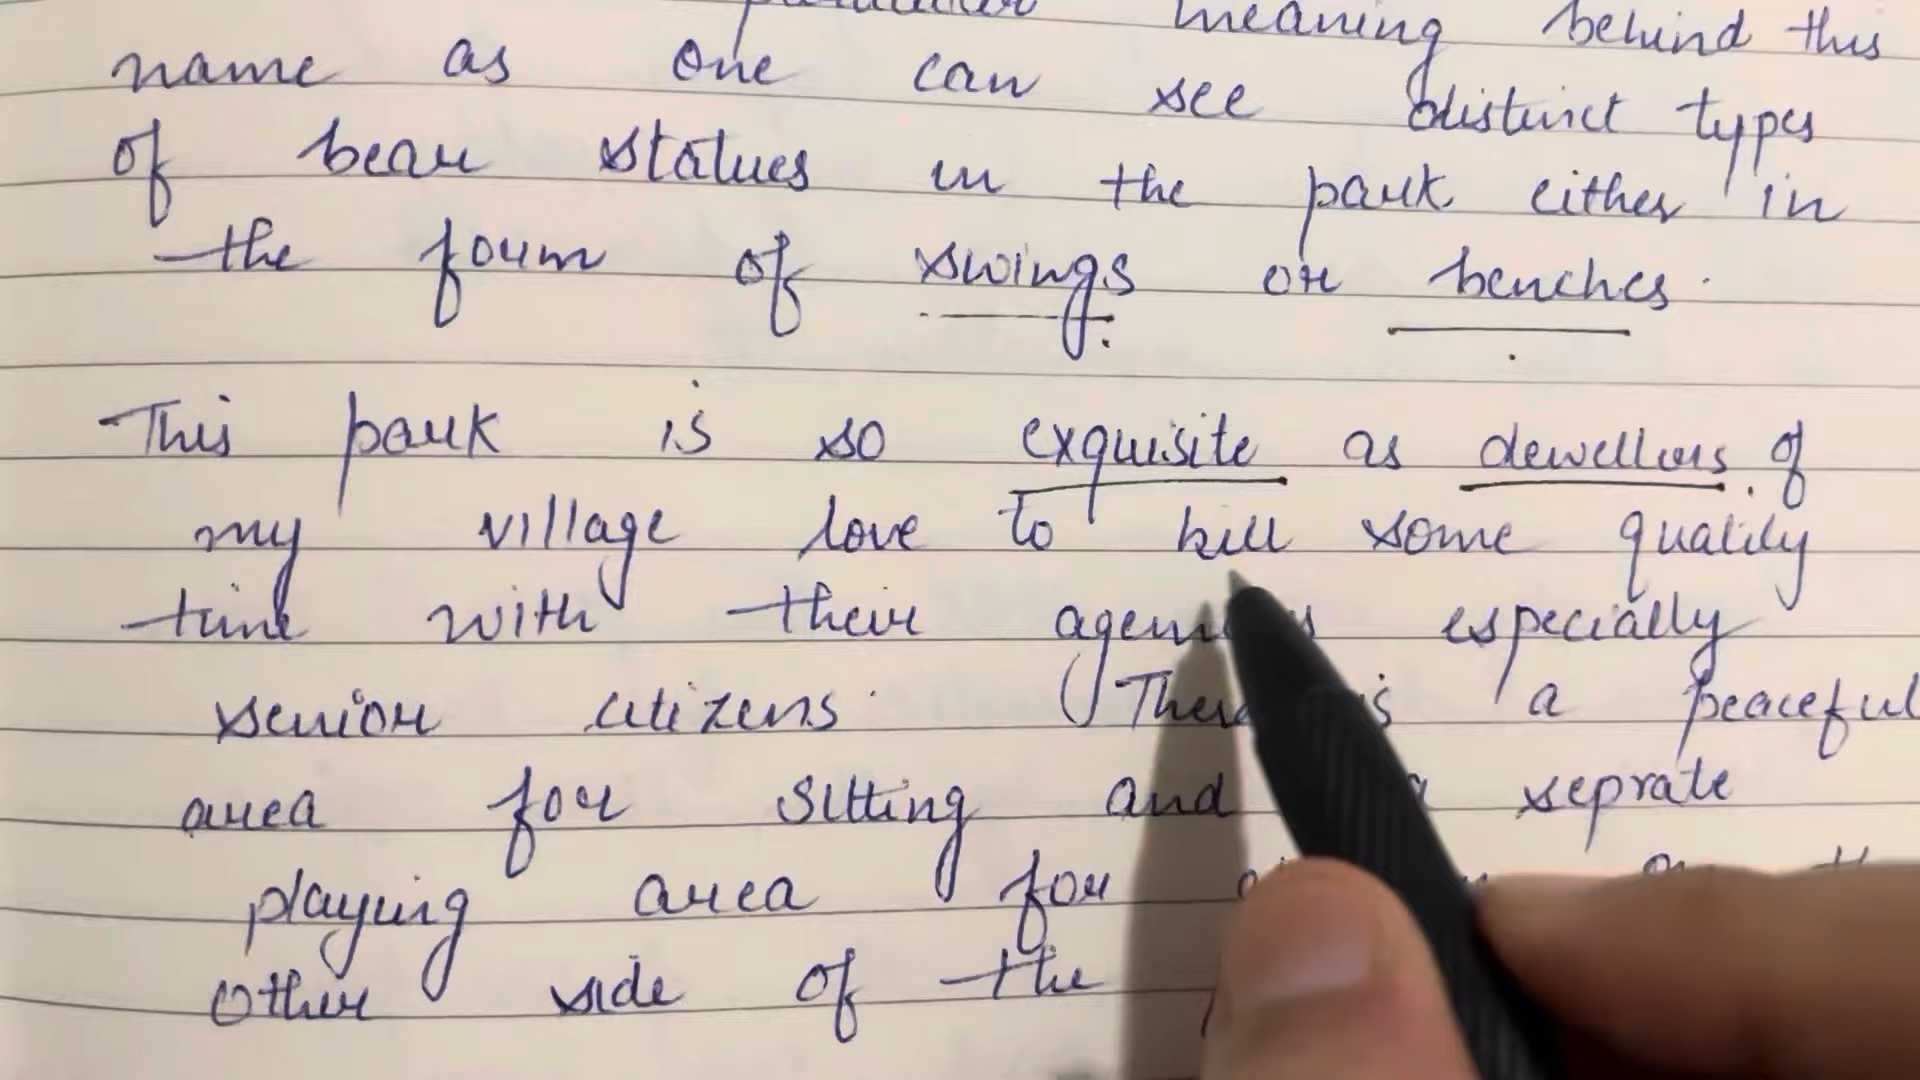 meaning behind this
name as one can see distinct types
of bear statues in the park either in
the form of swings or benches.
This park is so exquisite as dewellers of
my village love to kill some quality
time with their especially
senior citizens. There is a peaceful
area for sitting and a seprate
playing area for
other side of the